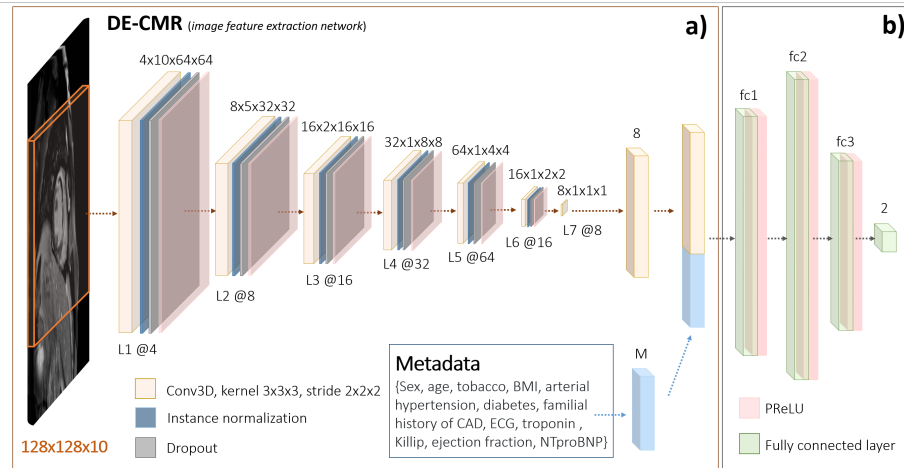 DE-CMR (image feature extraction network)
a)
b)
4x10x64x64
8x5x32x32
16x2x16x16
32x1x8x8
64x1x4x4
16x1x2x2
8x1x1x1
8
fc1
fc2
fc3
2
L1 @4
L2 @8
L3 @16
L4 @32
L5 @64
L6 @16
L7 @8
Conv3D, kernel 3x3x3, stride 2x2x2
Instance normalization
Dropout
128x128x10
Metadata
{Sex, age, tobacco, BMI, arterial
hypertension, diabetes, familial
history of CAD, ECG, troponin ,
Killip, ejection fraction, NTproBNP}
M
PReLU
Fully connected layer